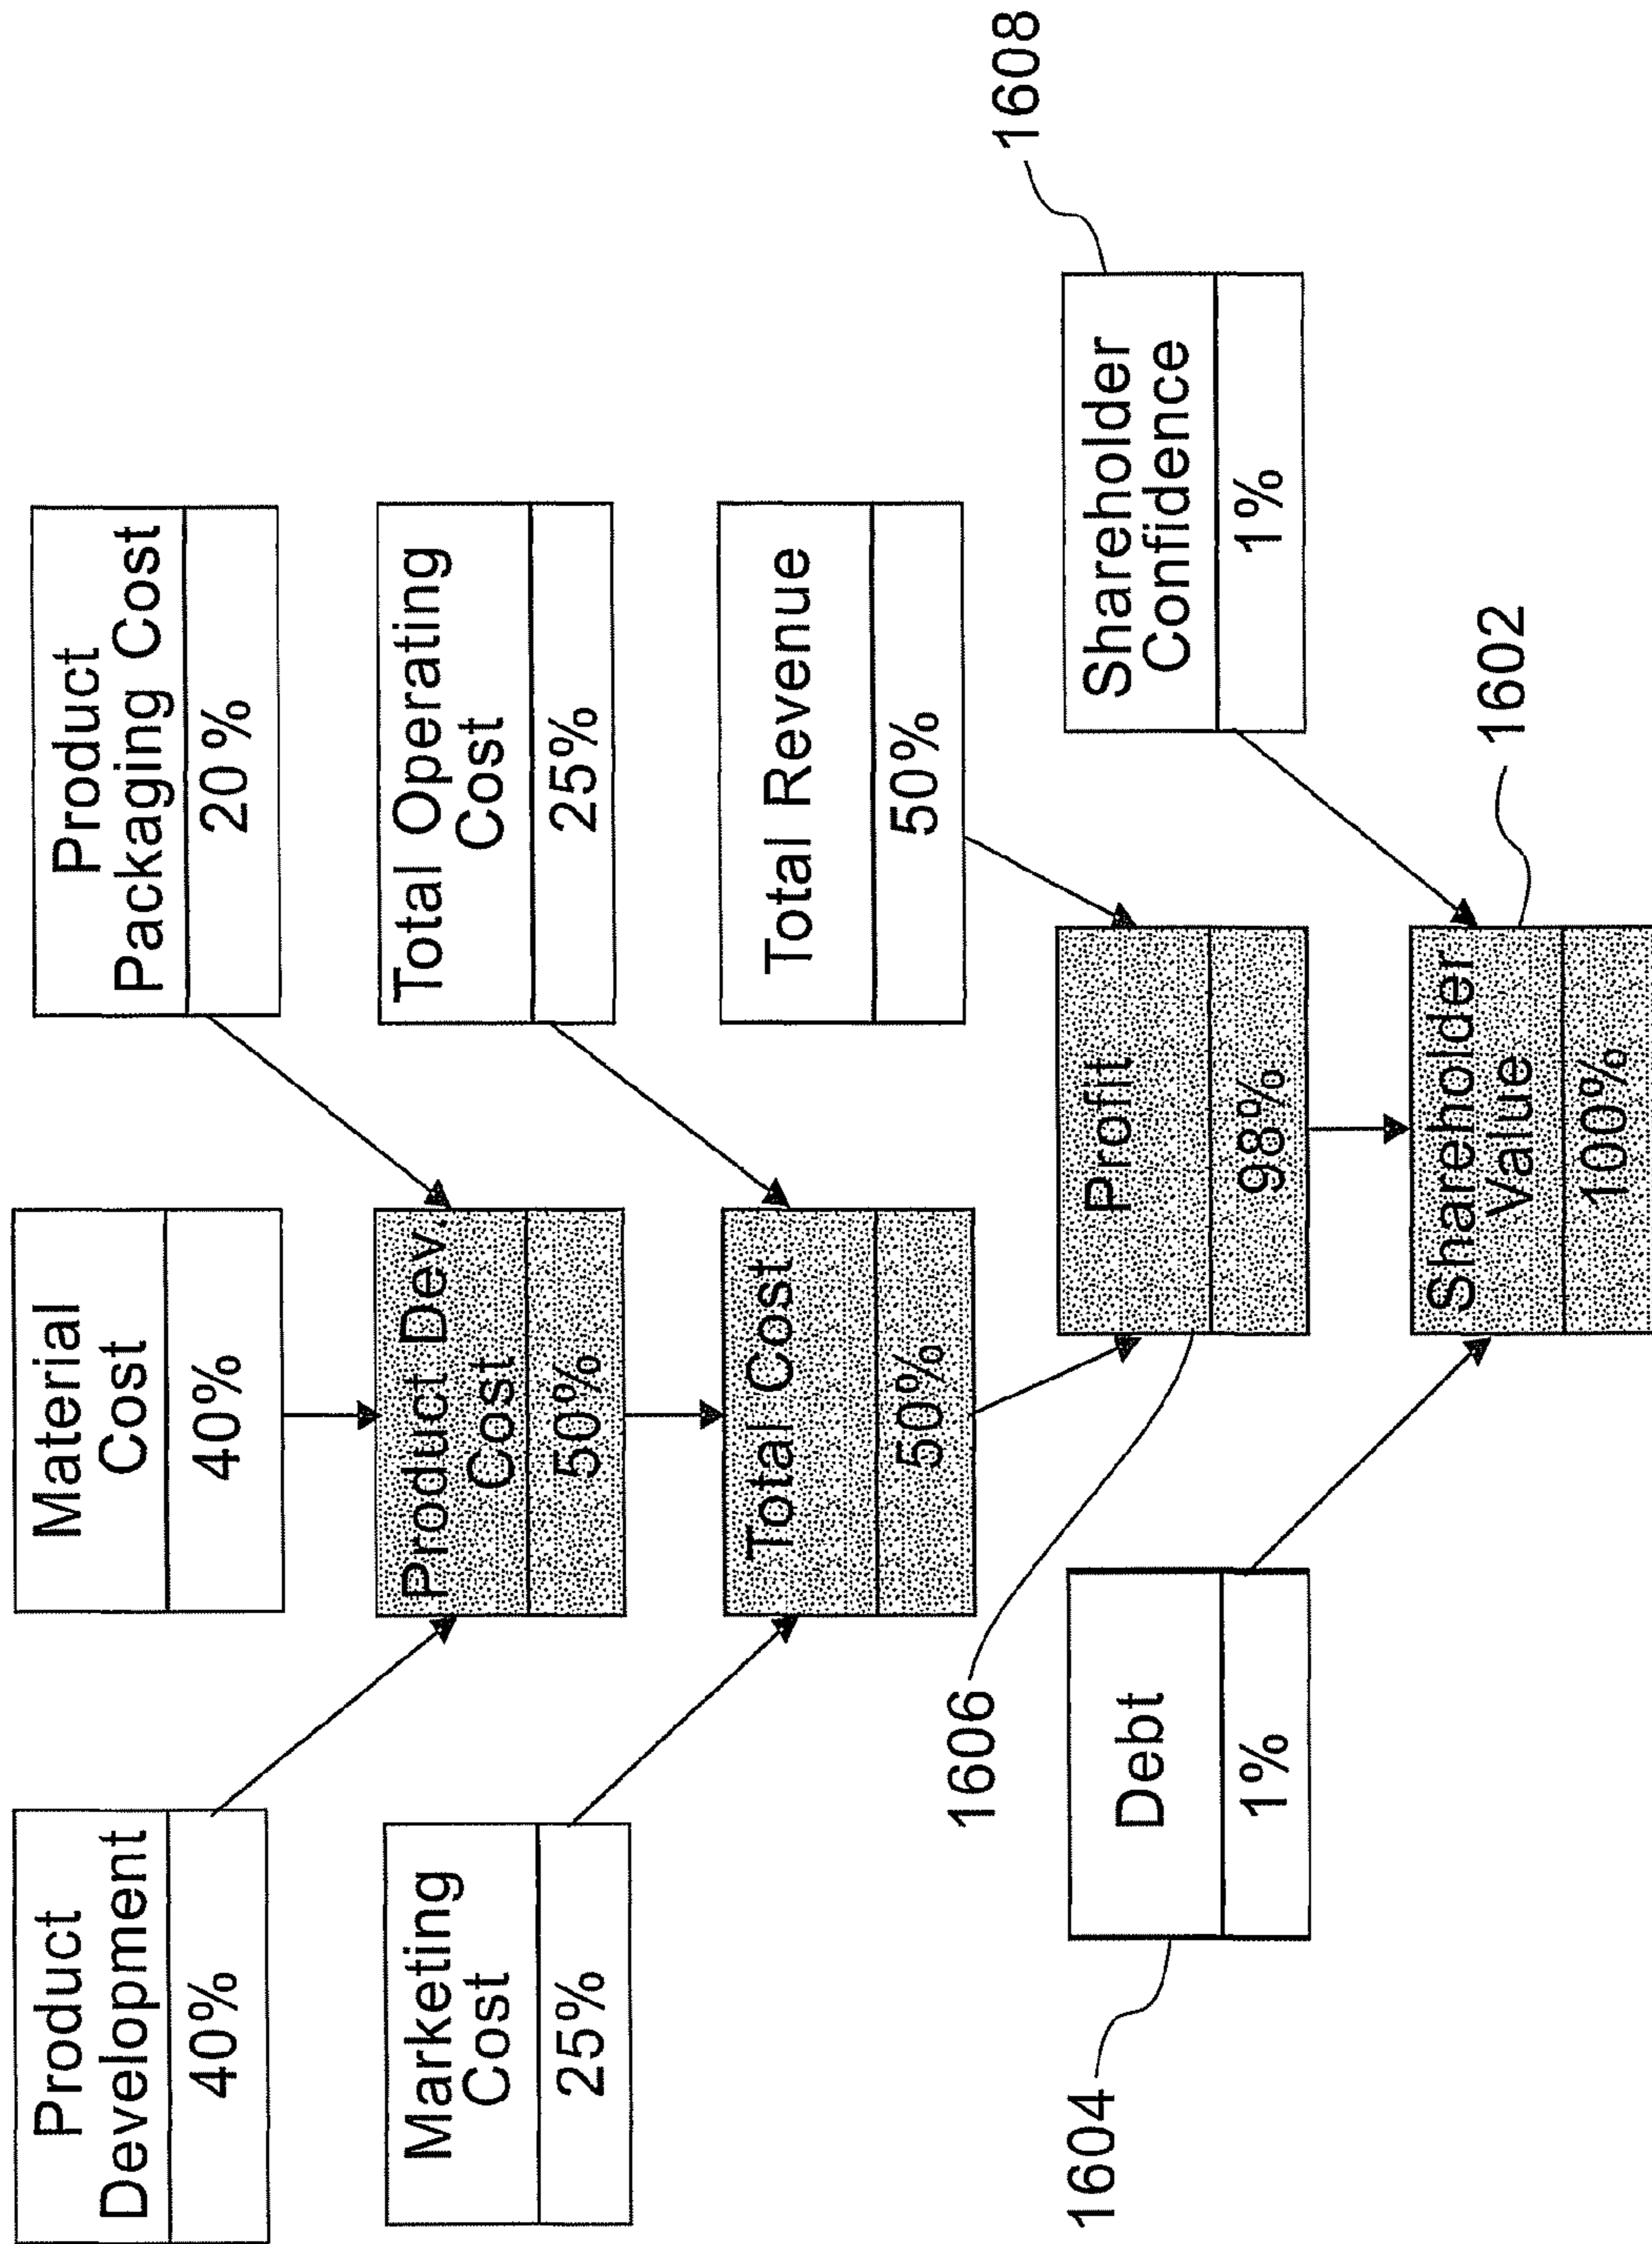 Product
Development
40%
Material
Cost
40%
Product
Packaging Cost
20%
Marketing
Cost
25%
Product Dev.
Cost
50%
Total Operating
Cost
25%
Total Cost
50%
Total Revenue
50%
1606
1604
Debt
1%
Profit
98%
Shareholder
Confidence
1%
1608
Shareholder
Value
100%
1602